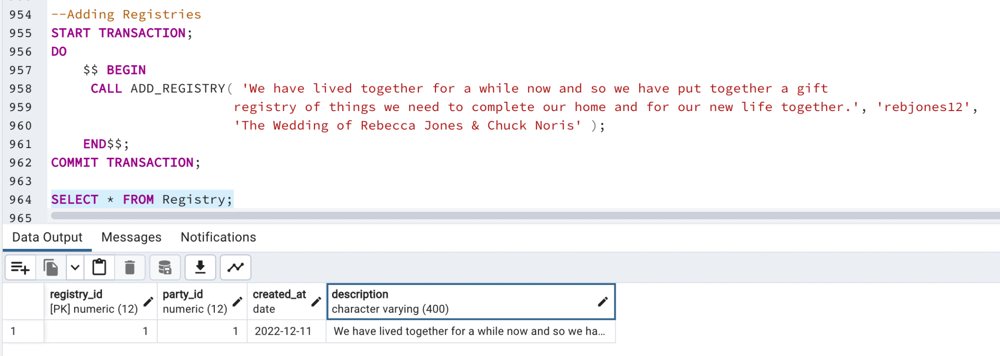 954 --Adding Registries
955 START TRANSACTION;
956 DO
957 $$ BEGIN
958 CALL ADD_REGISTRY( 'We have lived together for a while now and so we have put together a gift
959 registry of things we need to complete our home and for our new life together.', 'rebjones12',
960 'The Wedding of Rebecca Jones & Chuck Noris' );
961 END$$;
962 COMMIT TRANSACTION;
963
964 SELECT * FROM Registry;
965
Data Output Messages Notifications
registry_id party_id created_at description
[PK] numeric (12) numeric (12) date character varying (400)
1 1 1 2022-12-11 We have lived together for a while now and so we ha...